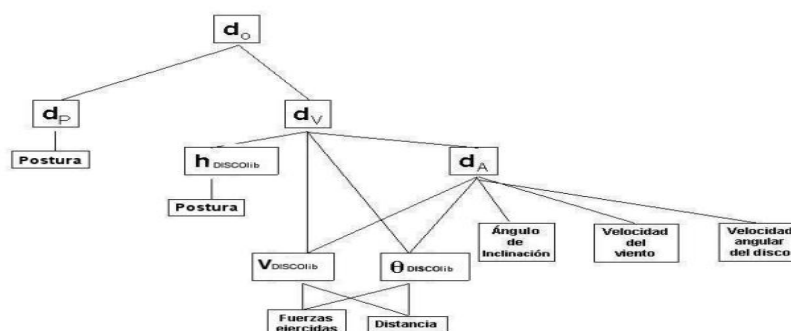 dO
dP
dV
Postura
h DISCOlib
dA
Postura
Ángulo
de
Inclinación
Velocidad
del
viento
Velocidad
angular
del disco
V DISCOlib
θ DISCOlib
Fuerzas
ejercidas
Distancia